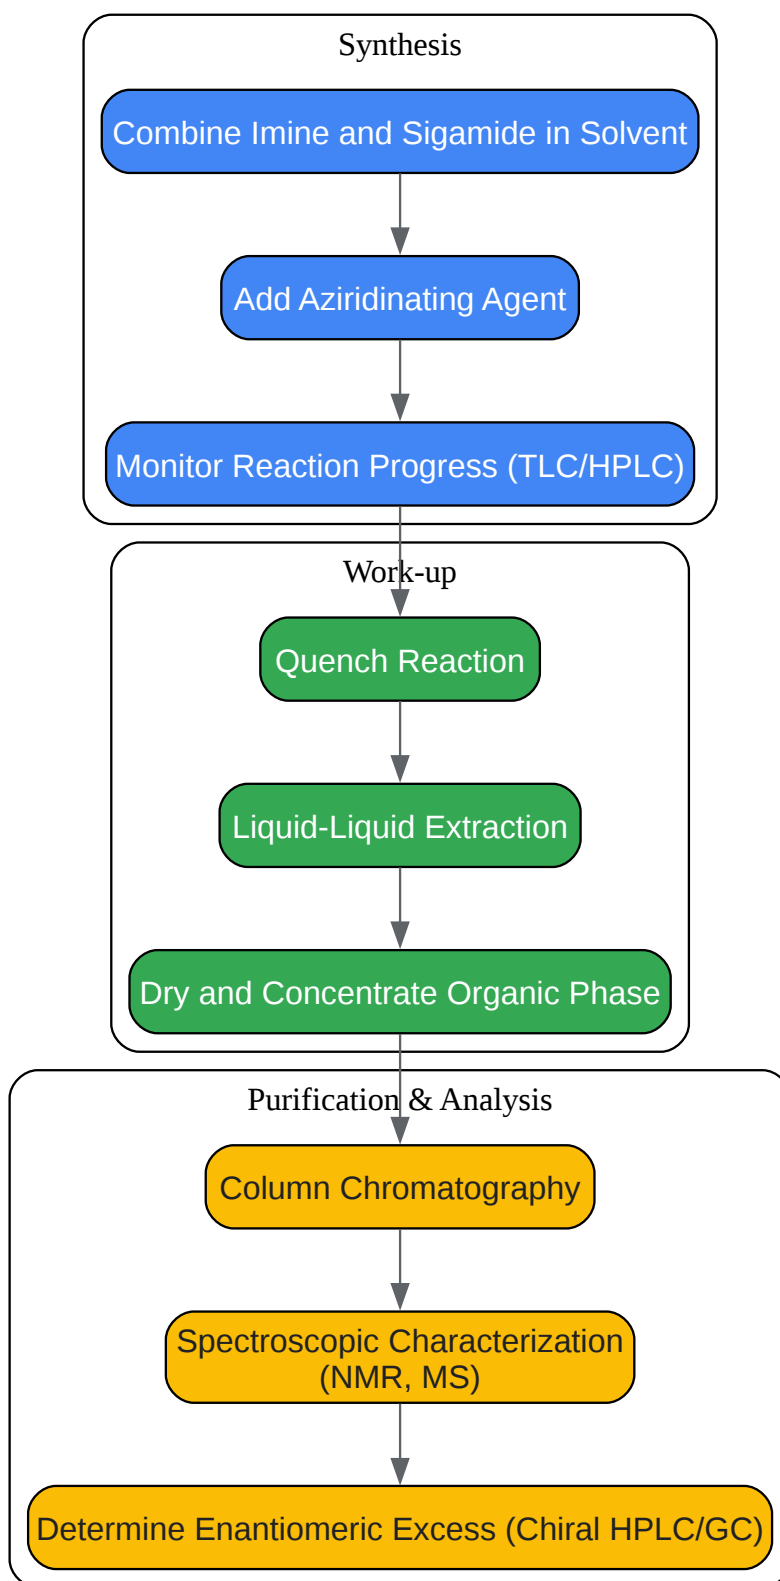 Synthesis
Combine Imine and Sigamide in Solvent
Add Aziridinating Agent
Monitor Reaction Progress (TLC/HPLC)
Work-up
Quench Reaction
Liquid-Liquid Extraction
Dry and Concentrate Organic Phase
Purification & Analysis
Column Chromatography
Spectroscopic Characterization
(NMR, MS)
Determine Enantiomeric Excess (Chiral HPLC/GC)